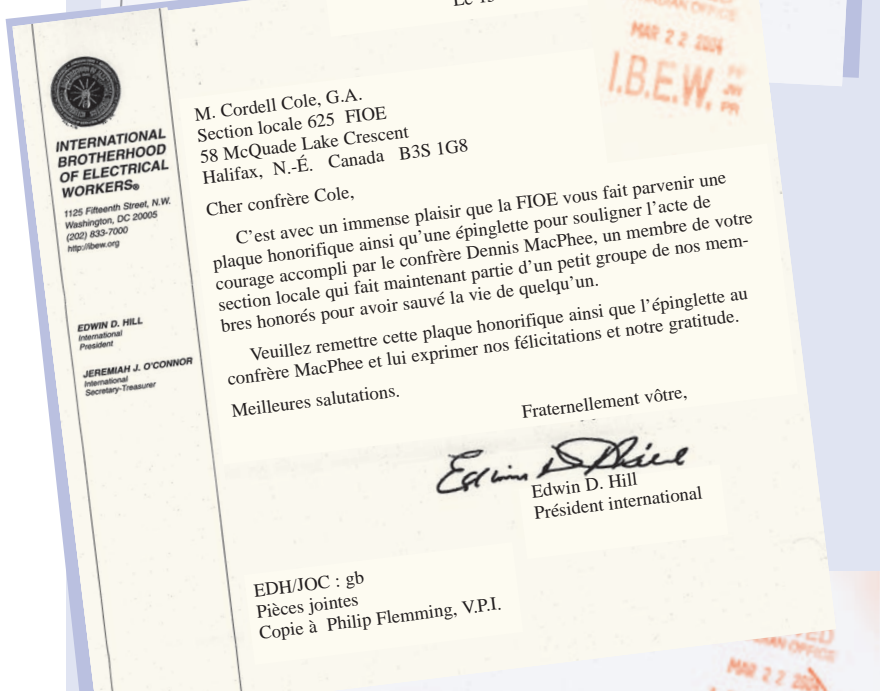 MAR 2 2
I.B.E.W.
INTERNATIONAL
BROTHERHOOD
OF ELECTRICAL
WORKERS®
1125 Fifteenth Street, N.W.
Washington, DC 20005
(202) 833-7000
http://ibew.org
EDWIN D. HILL
International
President
JEREMIAH J. O'CONNOR
International
Secretary-Treasurer
M. Cordell Cole, G.A.
Section locale 625 FIOE
58 McQuade Lake Crescent
Halifax, N.-É. Canada B3S 1G8
Cher confrère Cole,
C'est avec un immense plaisir que la FIOE vous fait parvenir une
plaque honorifique ainsi qu'une épinglette pour souligner l'acte de
courage accompli par le confrère Dennis MacPhee, un membre de votre
section locale qui fait maintenant partie d'un petit groupe de nos mem-
bres honorés pour avoir sauvé la vie de quelqu'un.
Veuillez remettre cette plaque honorifique ainsi que l'épinglette au
confrère MacPhee et lui exprimer nos félicitations et notre gratitude.
Meilleures salutations.
Fraternellement vôtre,
Edwin D. Hill
Edwin D. Hill
Président international
EDH/JOC : gb
Pièces jointes
Copie à Philip Flemming, V.P.I.
MAR 2 2